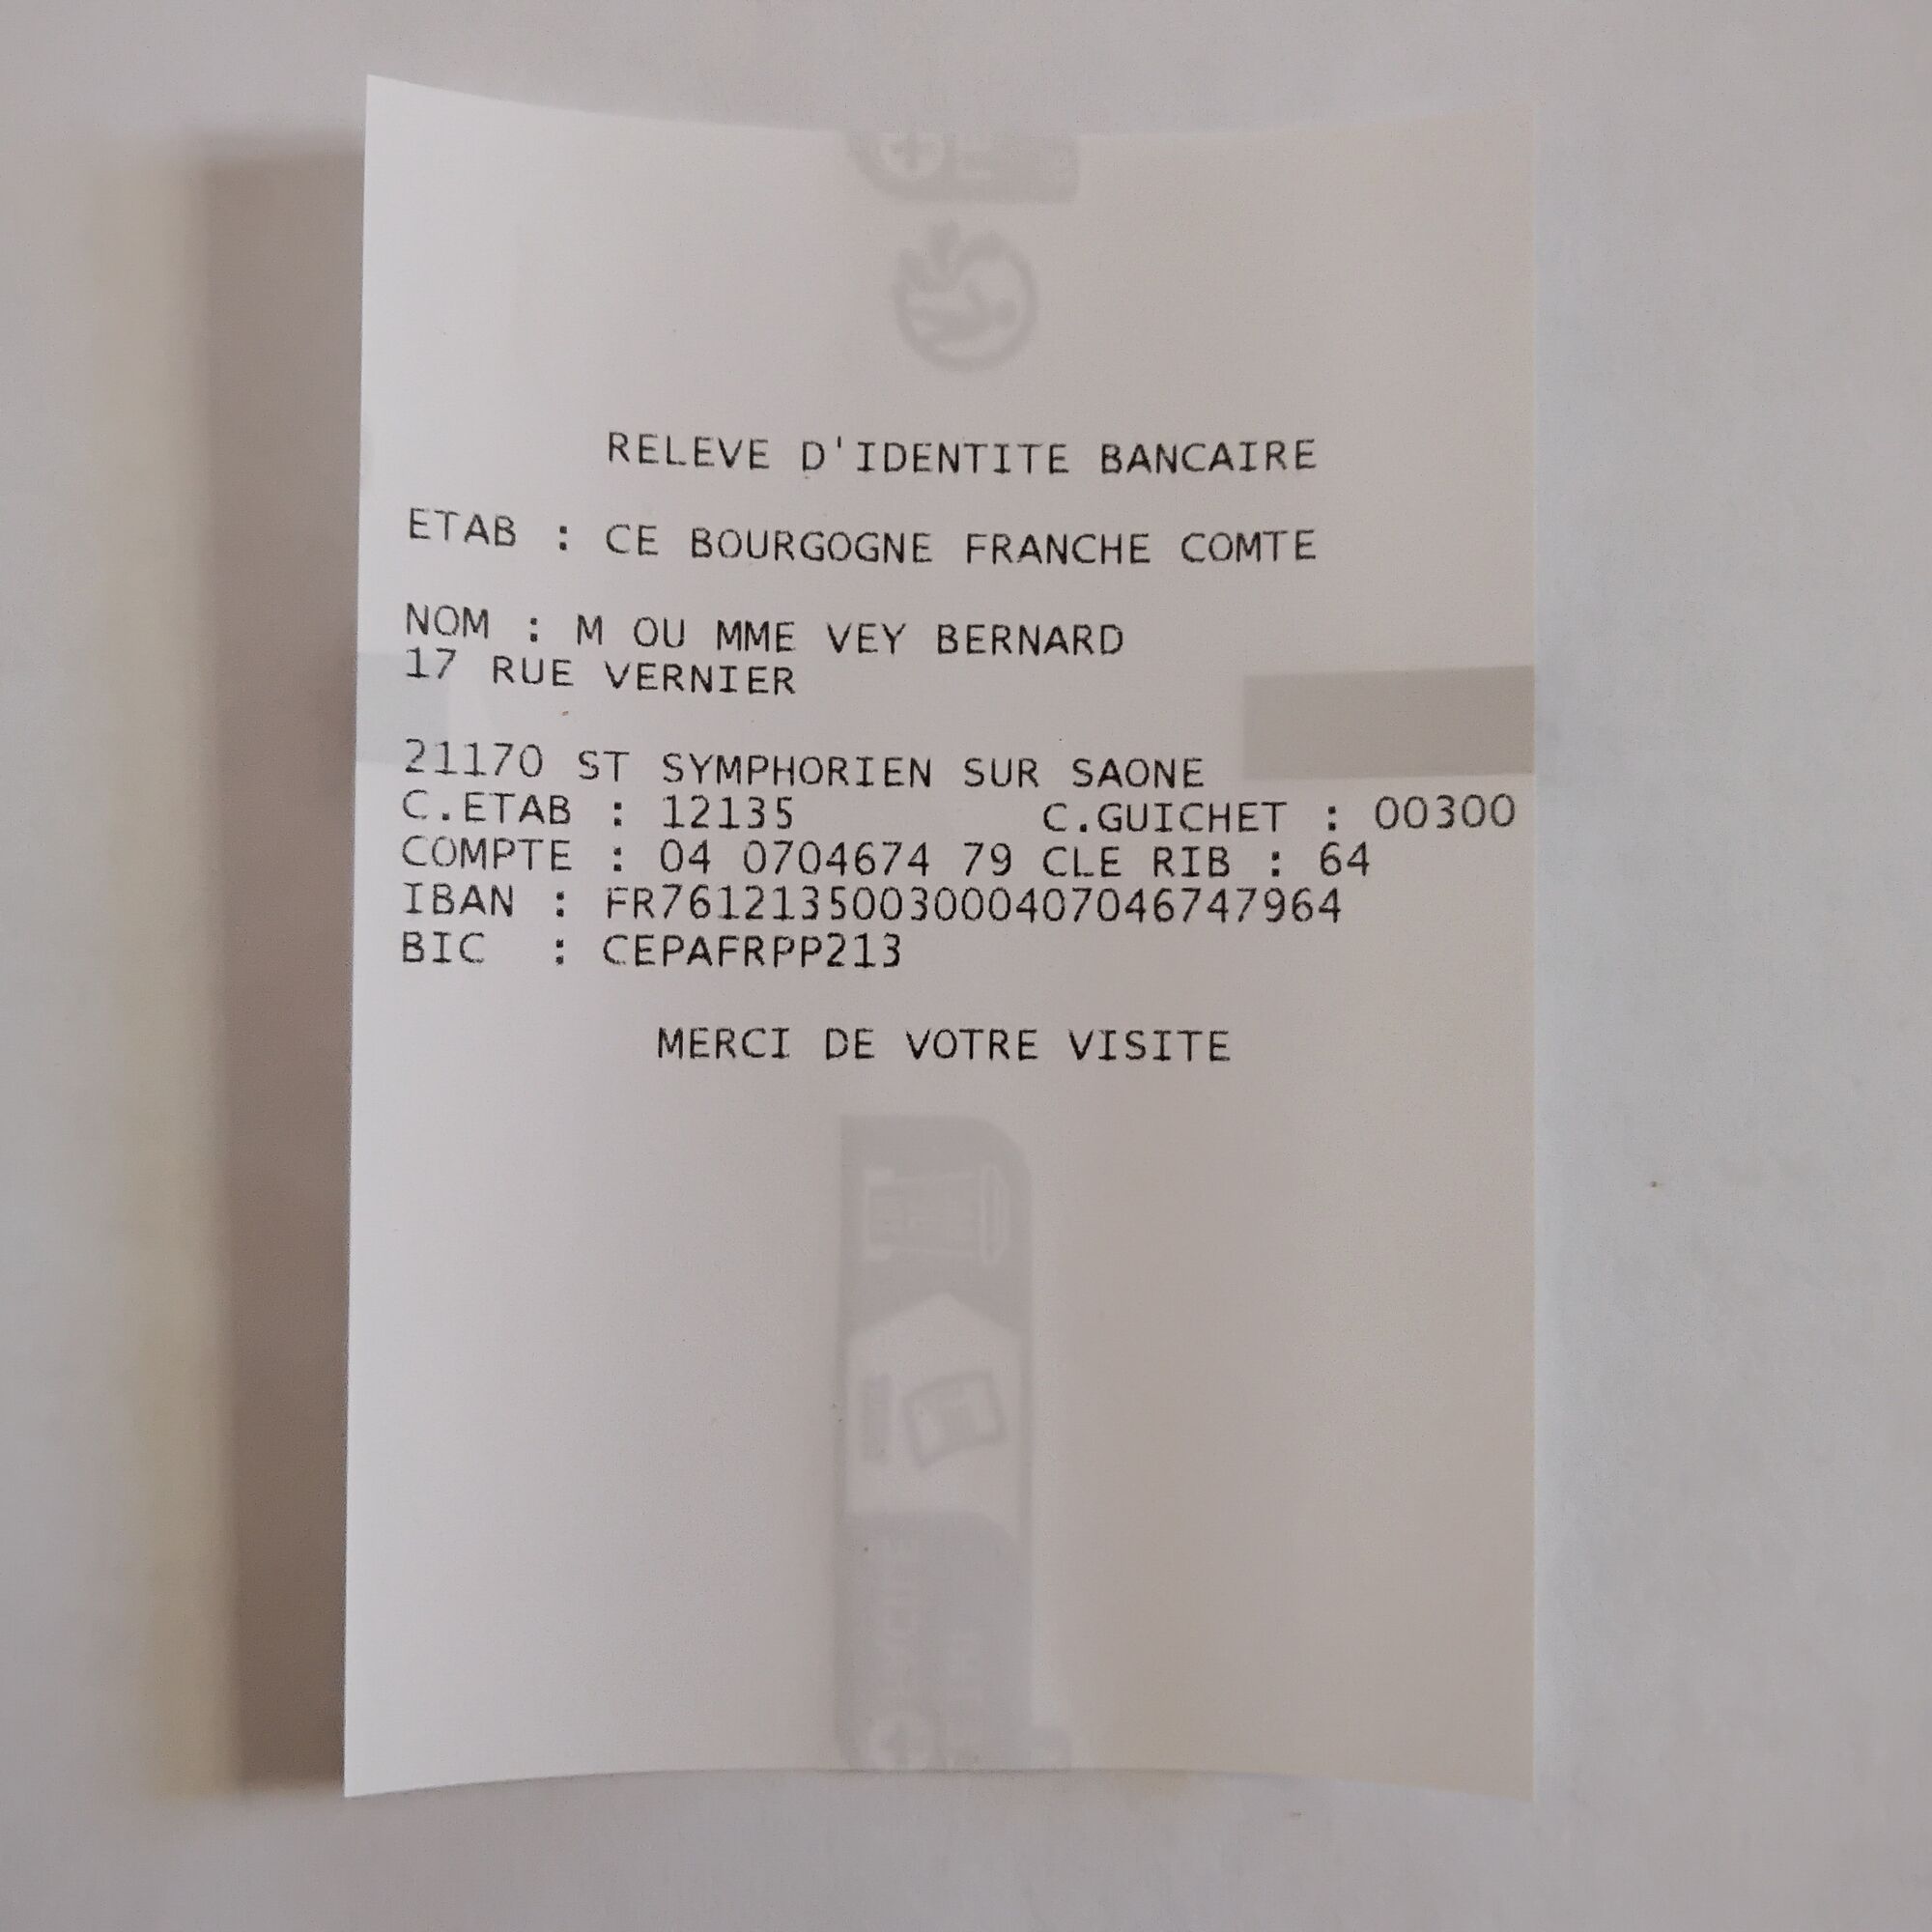 RELEVE D'IDENTITE BANCAIRE
ETAB : CE BOURGOGNE FRANCHE COMTE
NOM : M OU MME VEY BERNARD
17 RUE VERNIER
21170 ST SYMPHORIEN SUR SAONE
C.ETAB : 12135 C.GUICHET : 00300
COMPTE : 04 0704674 79 CLE RIB : 64
IBAN : FR7612135003000407046747964
BIC : CEPAFRPP213
MERCI DE VOTRE VISITE